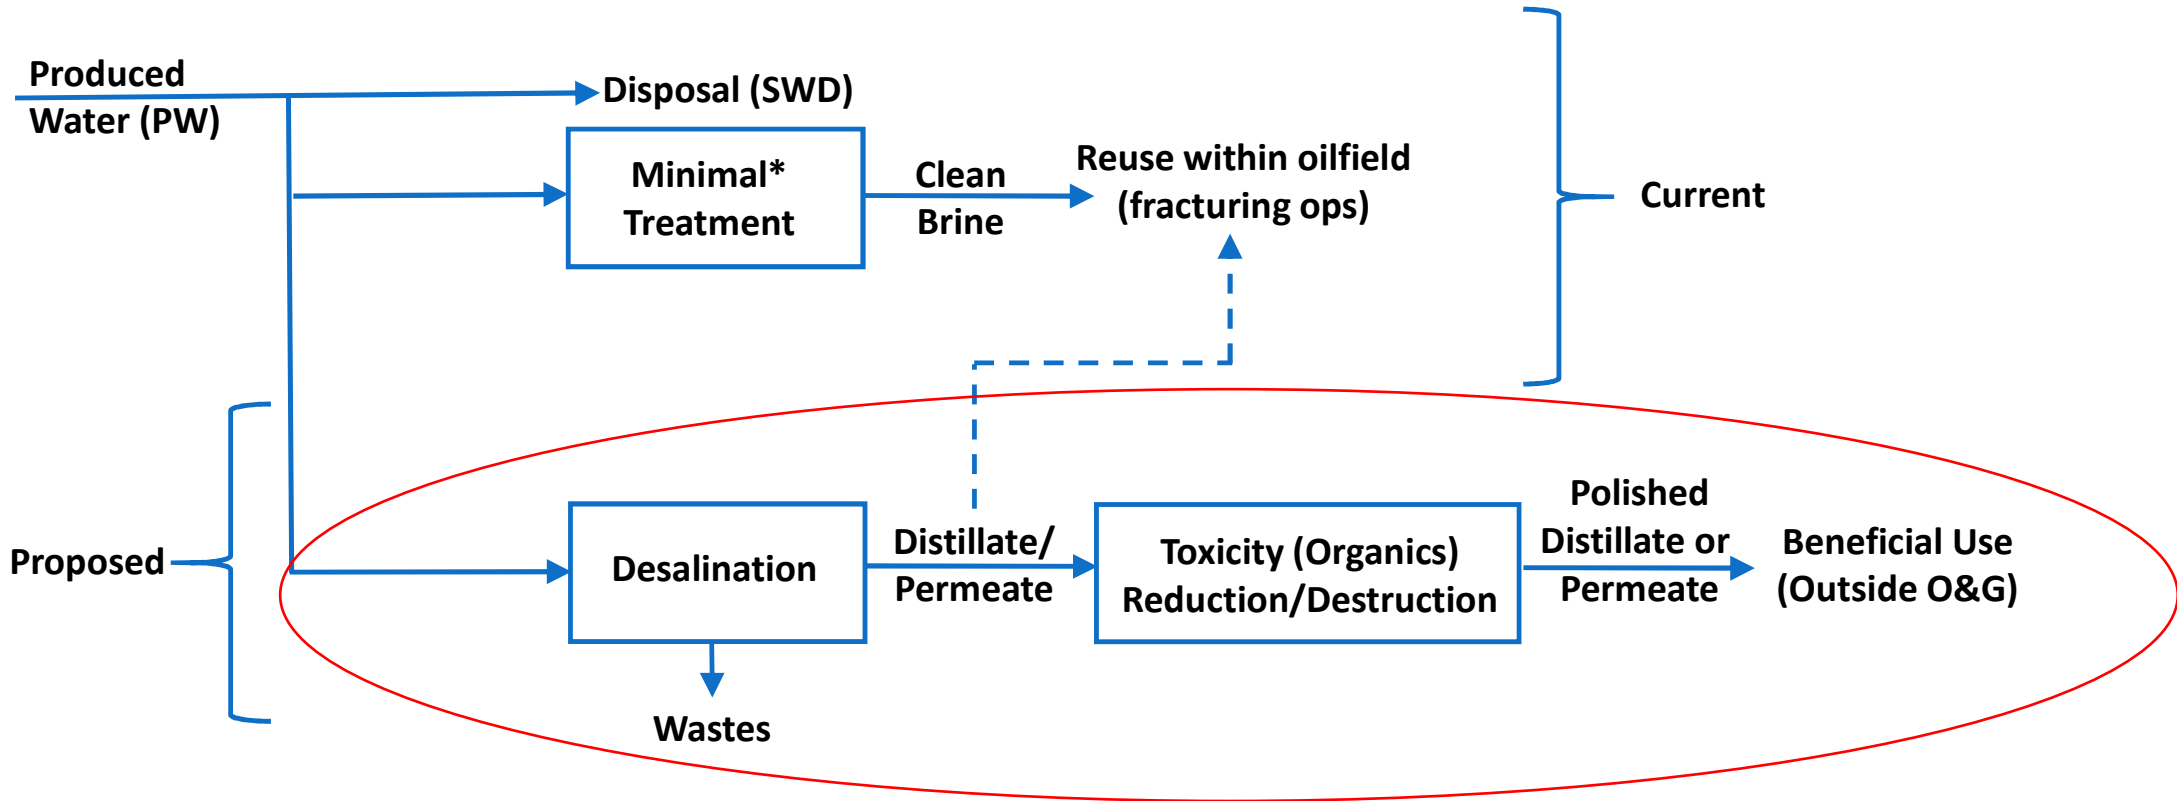 Produced
Water (PW)
Disposal (SWD)
Minimal*
Treatment
Clean
Brine
Reuse within oilfield
(fracturing ops)
Current
Proposed
Desalination
Distillate/
Permeate
Toxicity (Organics)
Reduction/Destruction
Polished
Distillate or
Permeate
Beneficial Use
(Outside O&G)
Wastes